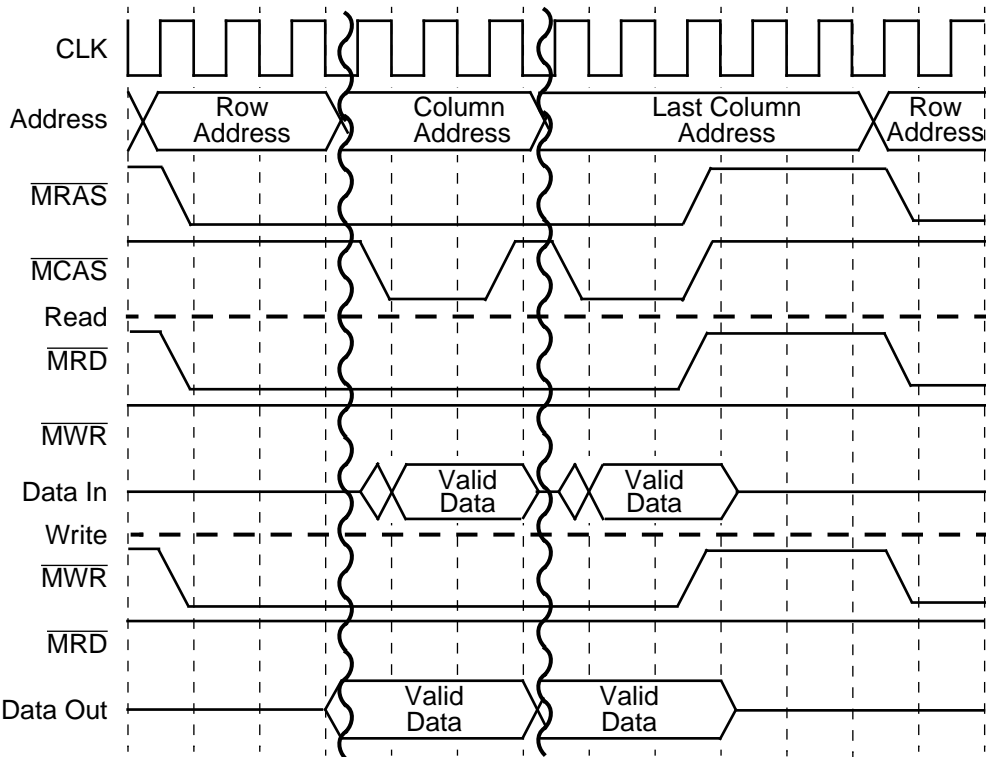 CLK
Address
Row
Address
Column
Address
Last Column
Address
Row
Address
MRAS
MCAS
Read
MRD
MWR
Data In
Valid
Data
Valid
Data
Write
MWR
MRD
Data Out
Valid
Data
Valid
Data